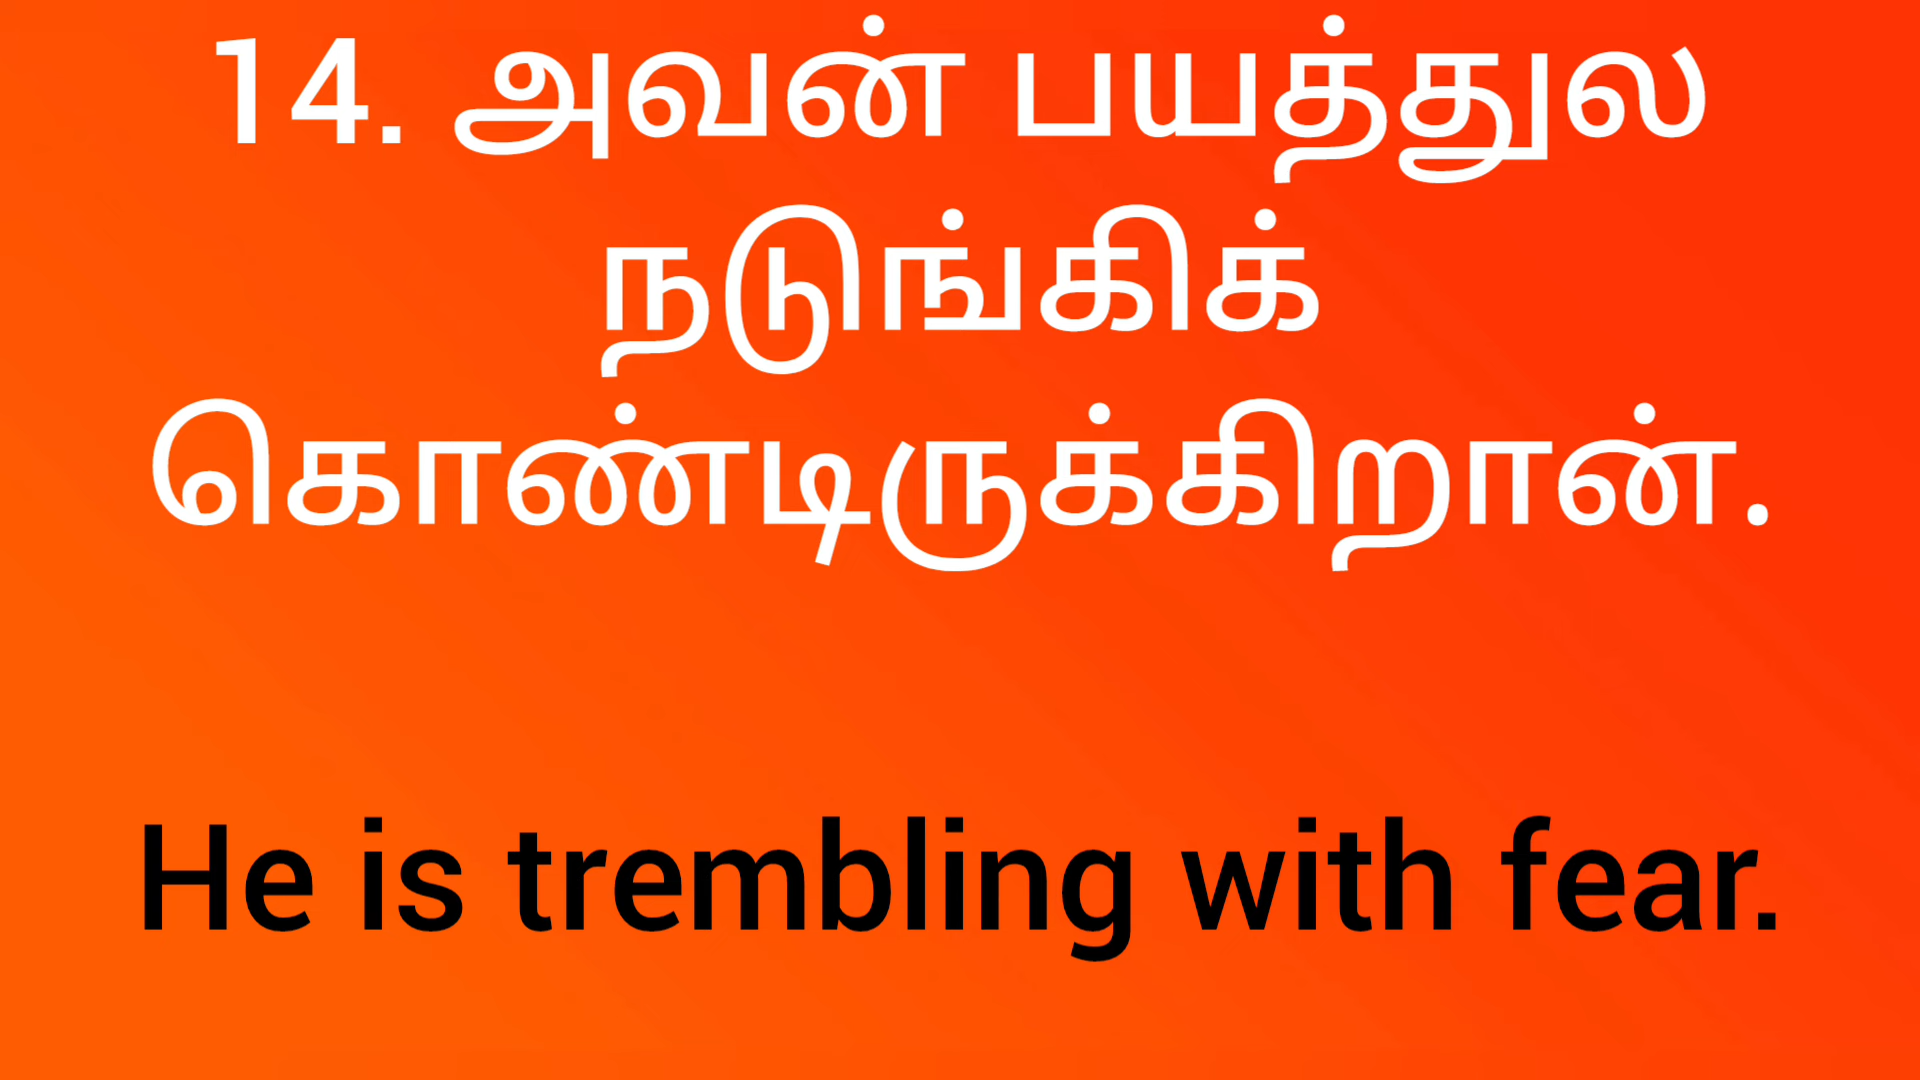 14. அவன் பயத்துல
நடுங்கிக்
கொண்டிருக்கிறான்.
He is trembling with fear.